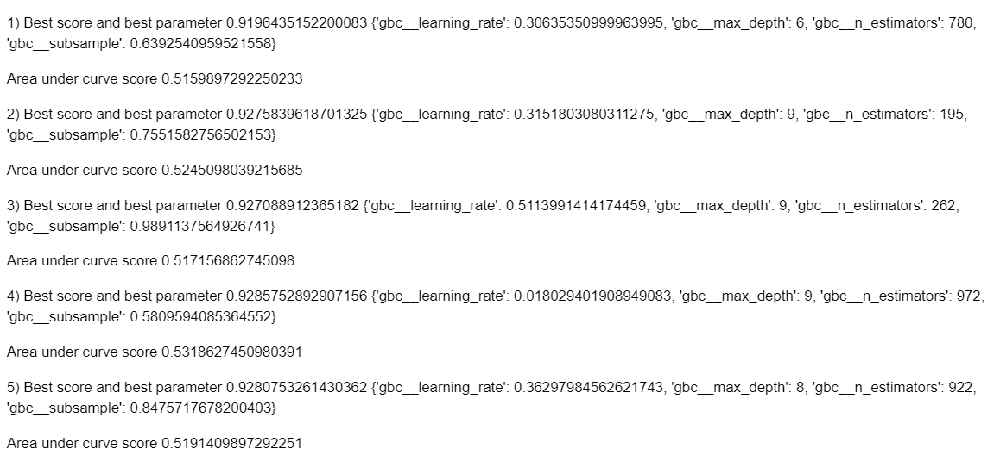 1) Best score and best parameter 0.9196435152200083 {'gbc__learning_rate': 0.30635350999963995, 'gbc__max_depth': 6, 'gbc__n_estimators': 780,
'gbc__subsample': 0.6392540959521558}
Area under curve score 0.5159897292250233
2) Best score and best parameter 0.9275839618701325 {'gbc__learning_rate': 0.3151803080311275, 'gbc__max_depth': 9, 'gbc__n_estimators': 195,
'gbc__subsample': 0.7551582756502153}
Area under curve score 0.5245098039215685
3) Best score and best parameter 0.927088912365182 {'gbc__learning_rate': 0.5113991414174459, 'gbc__max_depth': 9, 'gbc__n_estimators': 262,
'gbc__subsample': 0.9891137564926741}
Area under curve score 0.517156862745098
4) Best score and best parameter 0.9285752892907156 {'gbc__learning_rate': 0.018029401908949083, 'gbc__max_depth': 9, 'gbc__n_estimators': 972,
'gbc__subsample': 0.5809594085364552}
Area under curve score 0.5318627450980391
5) Best score and best parameter 0.9280753261430362 {'gbc__learning_rate': 0.36297984562621743, 'gbc__max_depth': 8, 'gbc__n_estimators': 922,
'gbc__subsample': 0.8475717678200403}
Area under curve score 0.5191409897292251